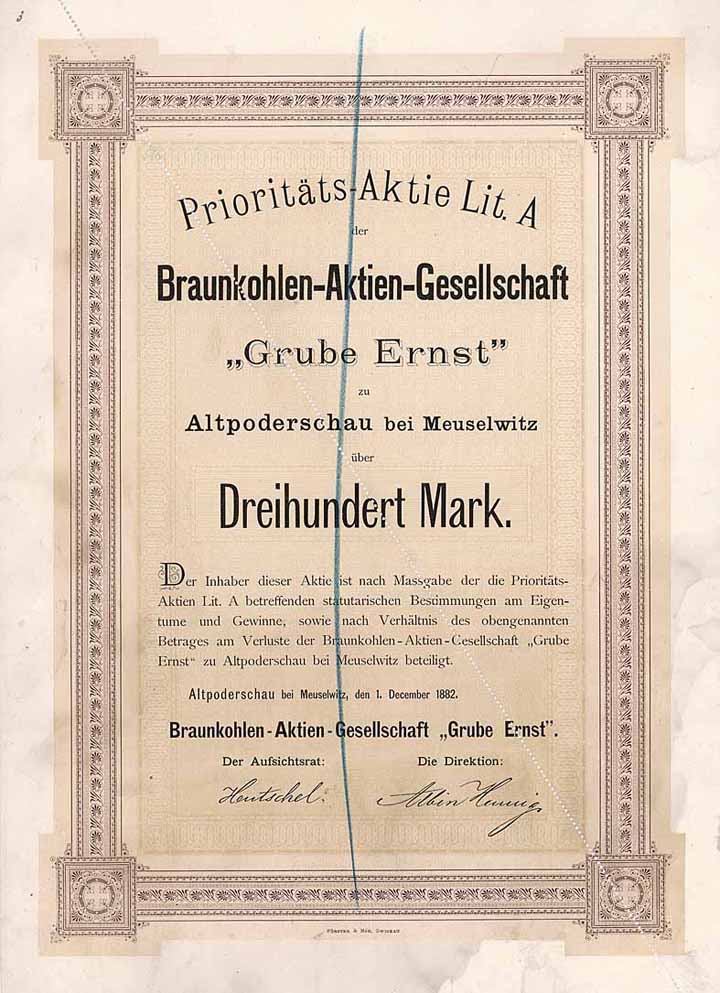 3
Prioritäts-Aktie Lit. A
der
Braunkohlen-Aktien-Gesellschaft
„Grube Ernst”
zu
Altpoderschau bei Meuselwitz
über
Dreihundert Mark.
Der Inhaber dieser Aktie ist nach Massgabe der die Prioritäts-
Aktien Lit. A betreffenden statutarischen Bestimmungen am Eigen-
tume und Gewinne, sowie nach Verhältnis des obengenannten
Betrages am Verluste der Braunkohlen-Aktien-Gesellschaft „Grube
Ernst“ zu Altpoderschau bei Meuselwitz beteiligt.
Altpoderschau bei Meuselwitz, den 1. December 1882.
Braunkohlen-Aktien-Gesellschaft „Grube Ernst”.
Der Aufsichtsrat: Die Direktion:
Hentschel. Albin Hennig